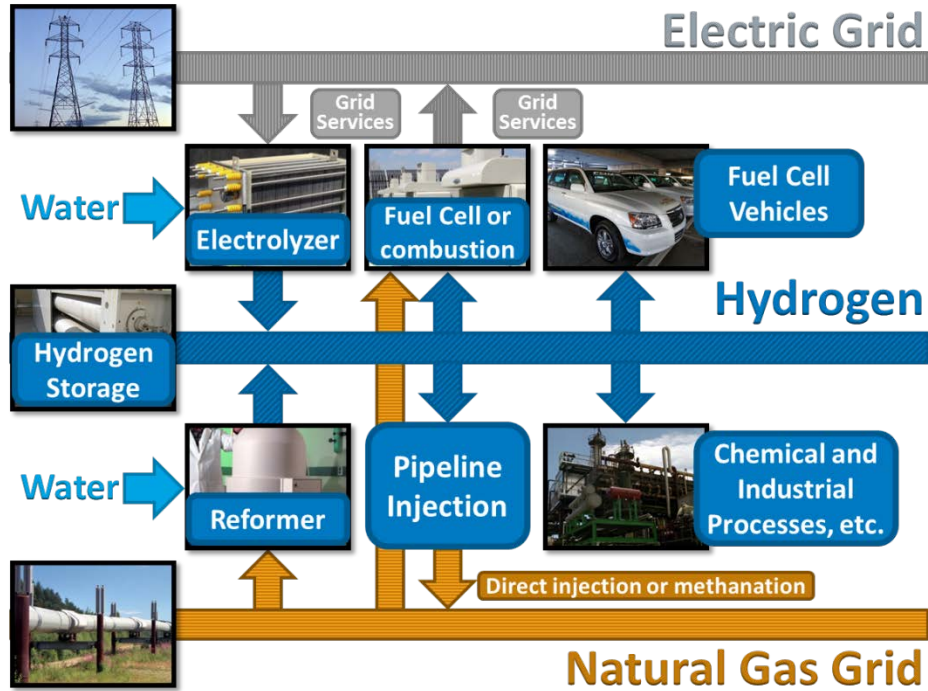 Electric Grid
Grid
Services
Grid
Services
Water
Electrolyzer
Fuel Cell or
combustion
Fuel Cell
Vehicles
Hydrogen
Hydrogen
Storage
Water
Reformer
Pipeline
Injection
Chemical and
Industrial
Processes, etc.
Direct injection or methanation
Natural Gas Grid